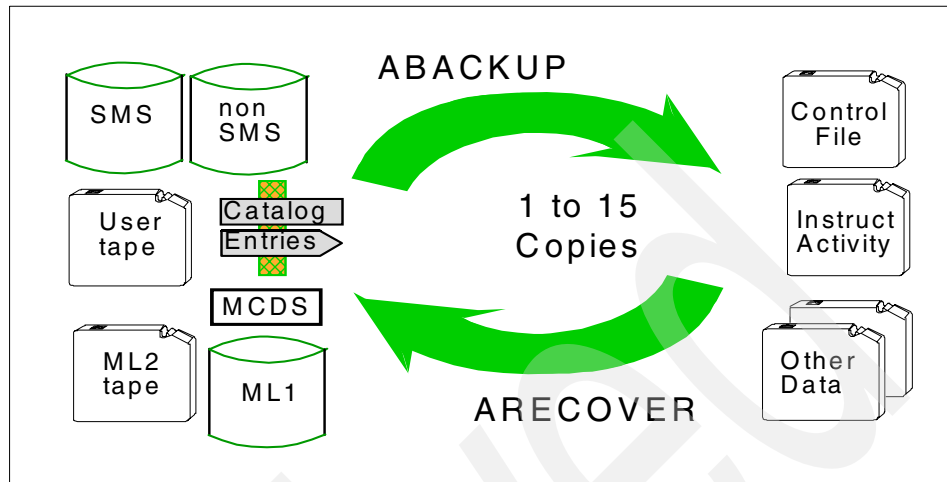 ABACKUP
SMS
non
SMS
Control
File
User
tape
Catalog
Entries
1 to 15
Copies
Instruct
Activity
MCDS
ML2
tape
ML1
Other
Data
ARECOVER